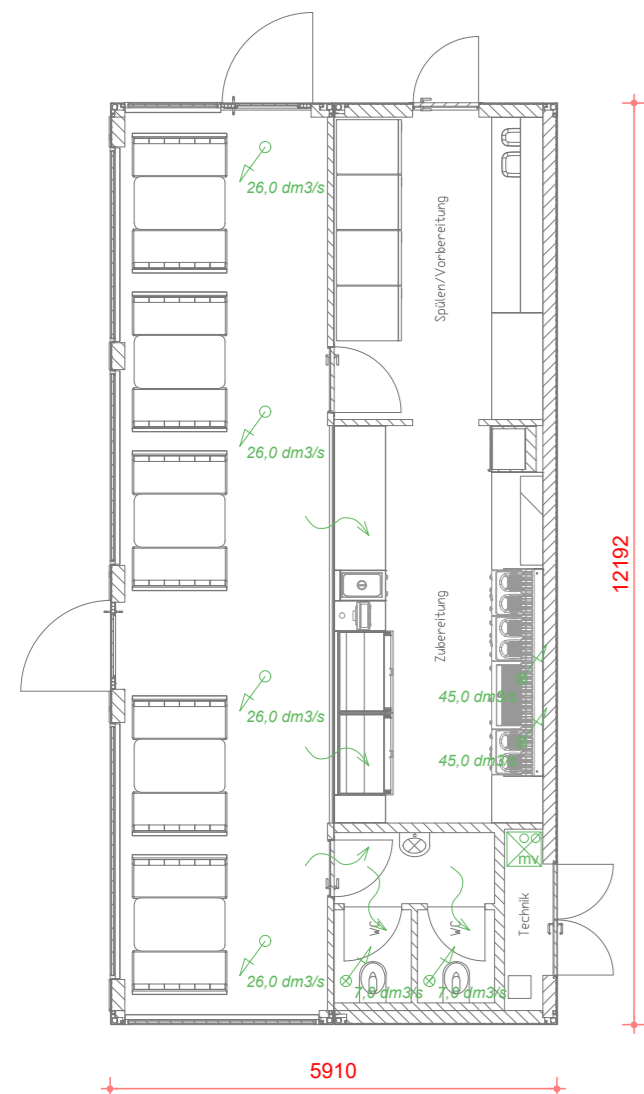 26,0 dm3/s
Spülen/Vorbereitung
26,0 dm3/s
12192
Zubereitung
45,0 dm3/s
26,0 dm3/s
45,0 dm3/s
mv
Technik
WC
WC
26,0 dm3/s
7,0 dm3/s
7,0 dm3/s
5910